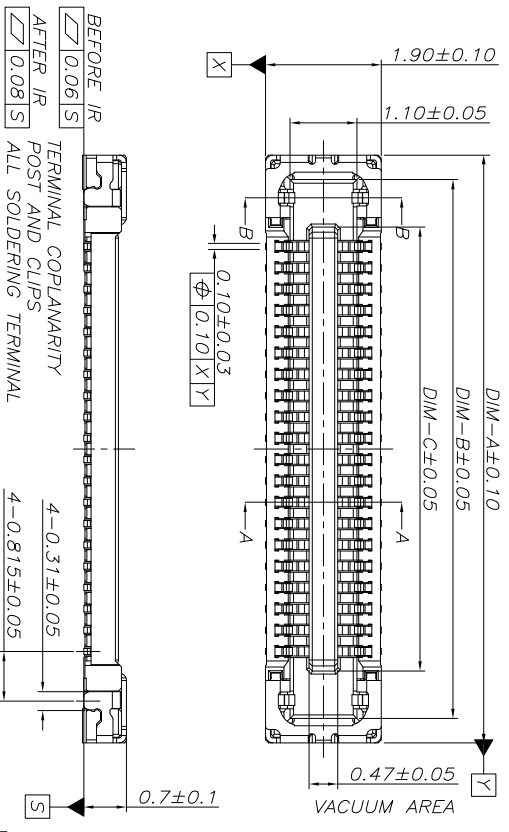 1.90±0.10
1.10±0.05
X
B
B
0.10±0.03
⌖ 0.10 X Y
A
A
DIM-C±0.05
DIM-B±0.05
DIM-A±0.10
0.47±0.05
VACUUM AREA
Y
BEFORE IR
▱ 0.06 S
AFTER IR
▱ 0.08 S
TERMINAL COPLANARITY
POST AND CLIPS
ALL SOLDERING TERMINAL
4-0.31±0.05
4-0.815±0.05
0.7±0.1
S